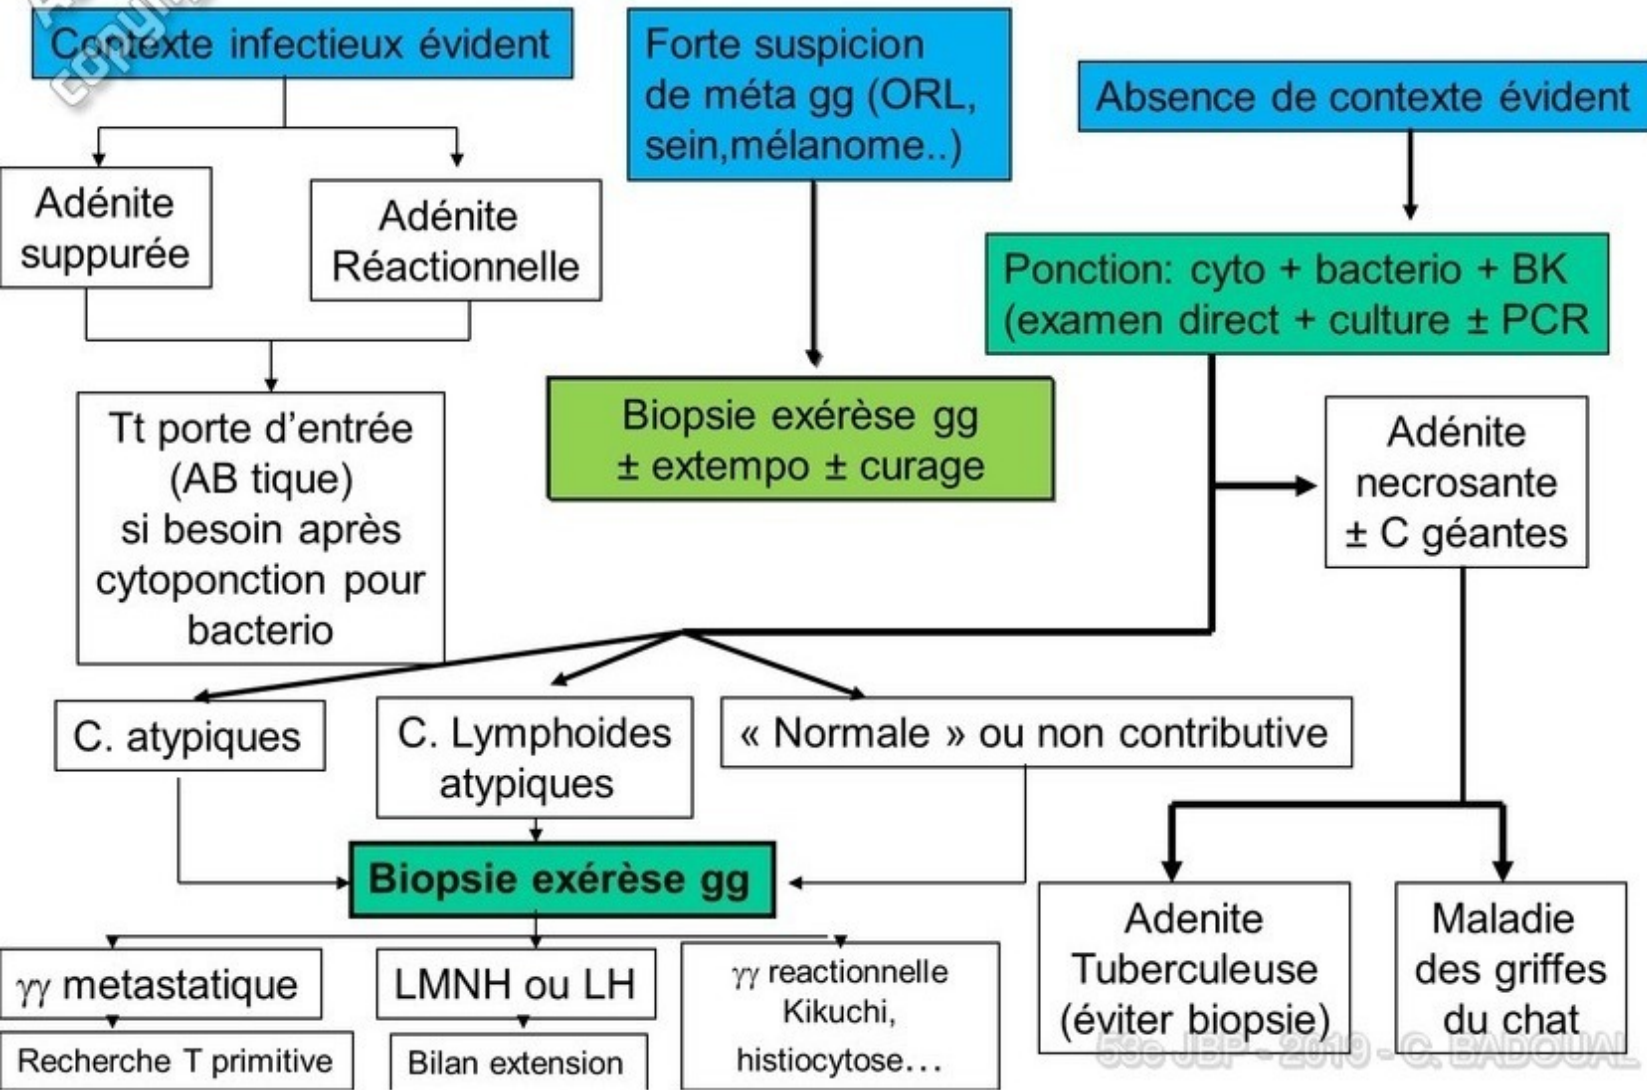 Contexte infectieux évident
Forte suspicion
de méta gg (ORL,
sein,mélanome..)
Absence de contexte évident
Adénite
suppurée
Adénite
Réactionnelle
Ponction: cyto + bacterio + BK
(examen direct + culture ± PCR
Tt porte d'entrée
(AB tique)
si besoin après
cytoponction pour
bacterio
Biopsie exérèse gg
± extempo ± curage
Adénite
necrosante
± C géantes
C. atypiques
C. Lymphoides
atypiques
« Normale » ou non contributive
Biopsie exérèse gg
γγ metastatique
LMNH ou LH
γγ reactionnelle
Kikuchi,
histiocytose…
Recherche T primitive
Bilan extension
Adenite
Tuberculeuse
(éviter biopsie)
Maladie
des griffes
du chat
53e JBP - 2019 - C. BADOUAL